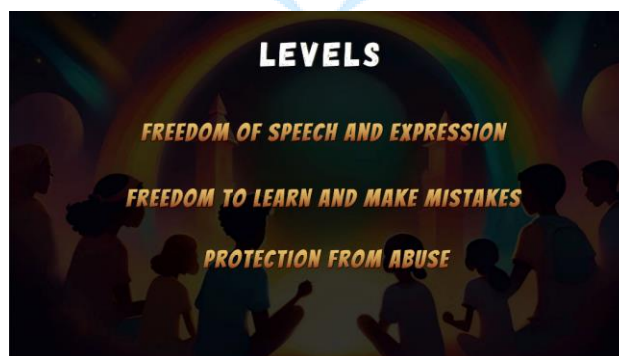 LEVELS
FREEDOM OF SPEECH AND EXPRESSION
FREEDOM TO LEARN AND MAKE MISTAKES
PROTECTION FROM ABUSE